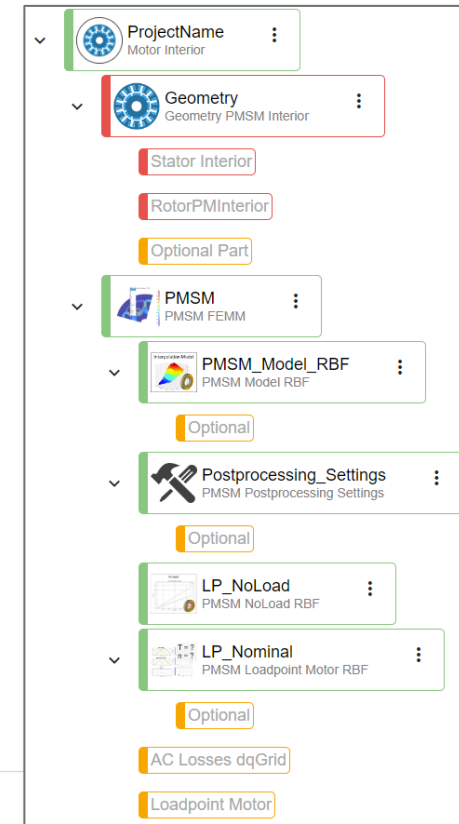 ProjectName
Motor Interior
Geometry
Geometry PMSM Interior
Stator Interior
RotorPMInterior
Optional Part
PMSM
PMSM FEMM
Interpolation Model
PMSM_Model_RBF
PMSM Model RBF
Optional
Postprocessing_Settings
PMSM Postprocessing Settings
Optional
LP_NoLoad
PMSM NoLoad RBF
T = ?
n = ?
LP_Nominal
PMSM Loadpoint Motor RBF
Optional
AC Losses dqGrid
Loadpoint Motor